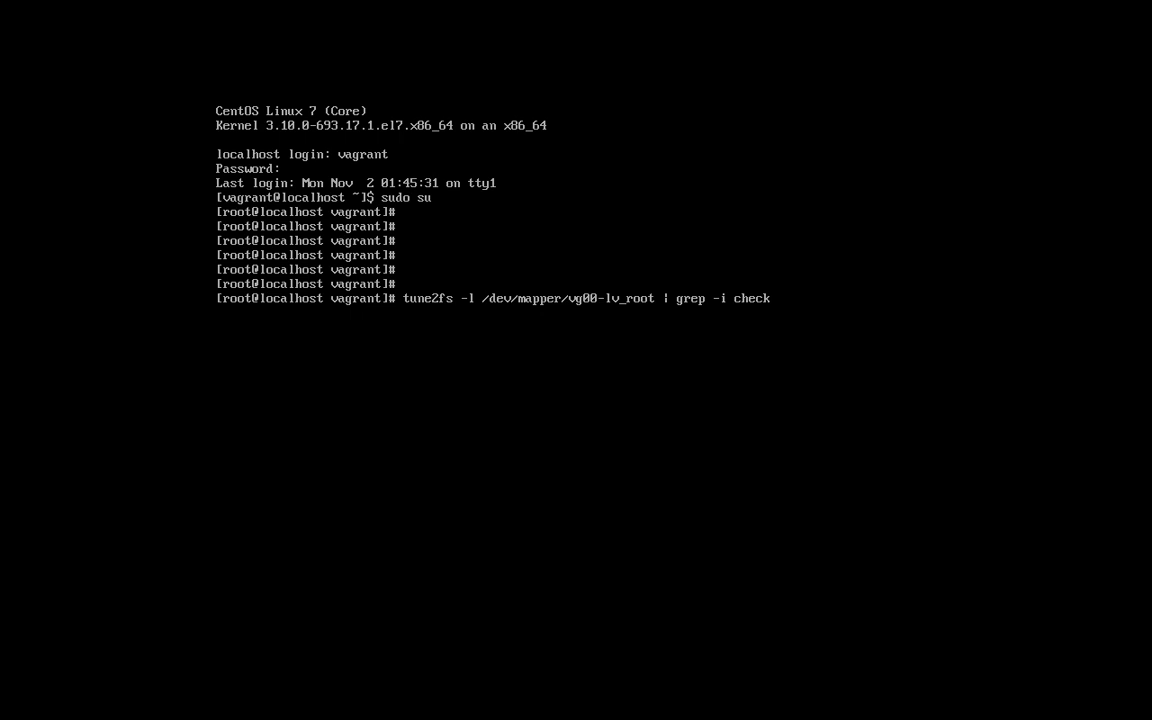 CentOS Linux 7 (Core)
Kernel 3.10.0-693.17.1.el7.x86_64 on an x86_64
localhost login: vagrant
Password:
Last login: Mon Nov  2 01:45:31 on tty1
[vagrant@localhost ~]$ sudo su
[root@localhost vagrant]#
[root@localhost vagrant]#
[root@localhost vagrant]#
[root@localhost vagrant]#
[root@localhost vagrant]#
[root@localhost vagrant]#
[root@localhost vagrant]# tune2fs -l /dev/mapper/vg00-lv_root | grep -i check